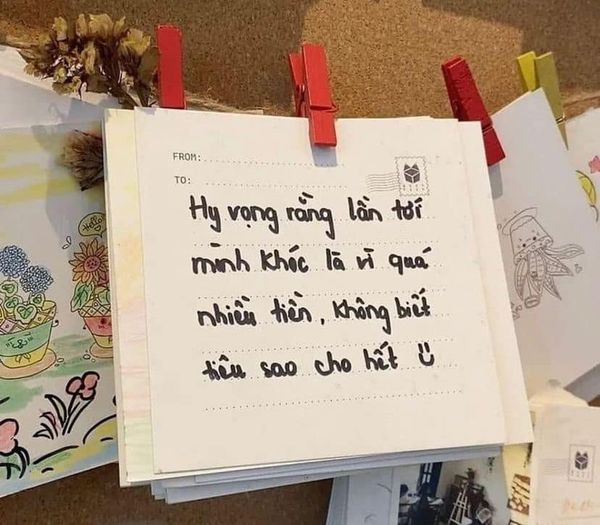 FROM:
TO:
Hy vọng rằng lần tới
mình khóc là vì quá
nhiều tiền, không biết
tiêu sao cho hết
Hello